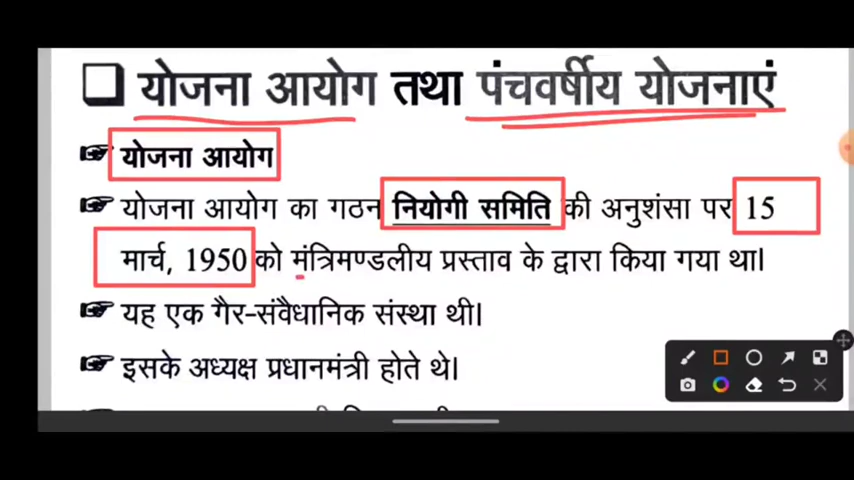 योजना आयोग तथा पंचवर्षीय योजनाएं
योजना आयोग
योजना आयोग का गठन नियोगी समिति की अनुशंसा पर 15
मार्च, 1950 को मंत्रिमण्डलीय प्रस्ताव के द्वारा किया गया था।
यह एक गैर-संवैधानिक संस्था थी।
इसके अध्यक्ष प्रधानमंत्री होते थे।